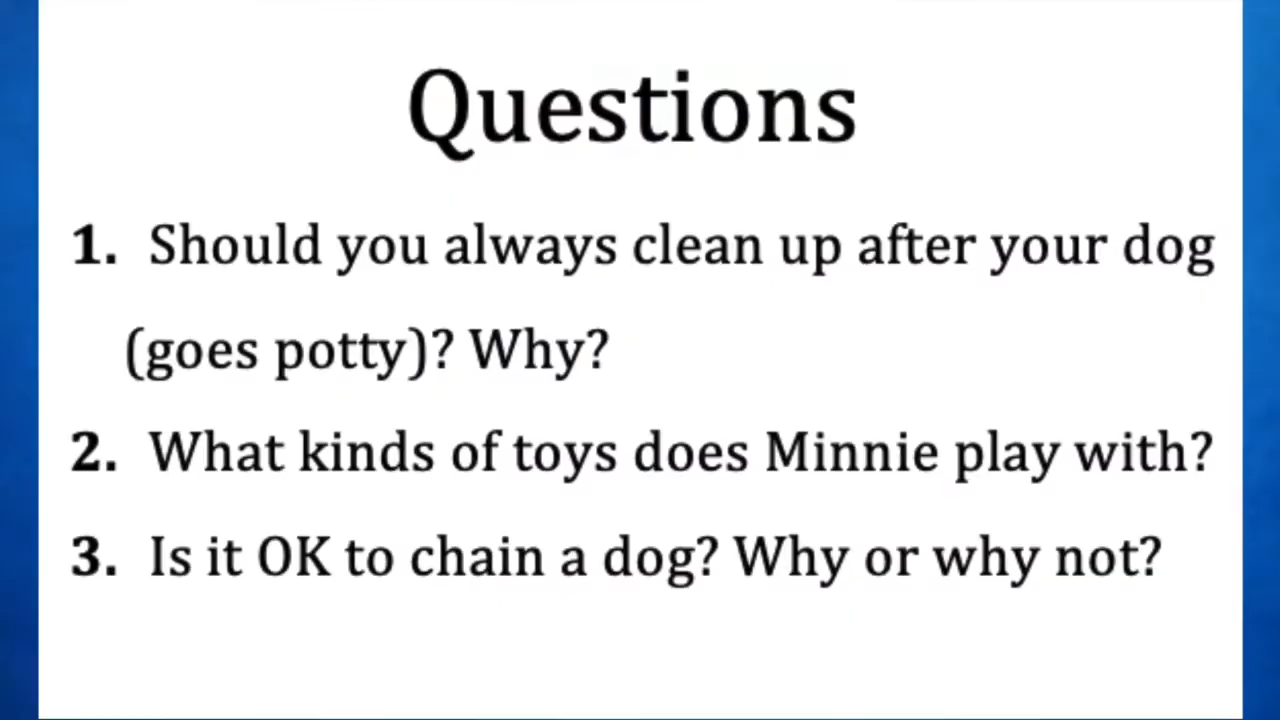 Questions
1. Should you always clean up after your dog
(goes potty)? Why?
2. What kinds of toys does Minnie play with?
3. Is it OK to chain a dog? Why or why not?